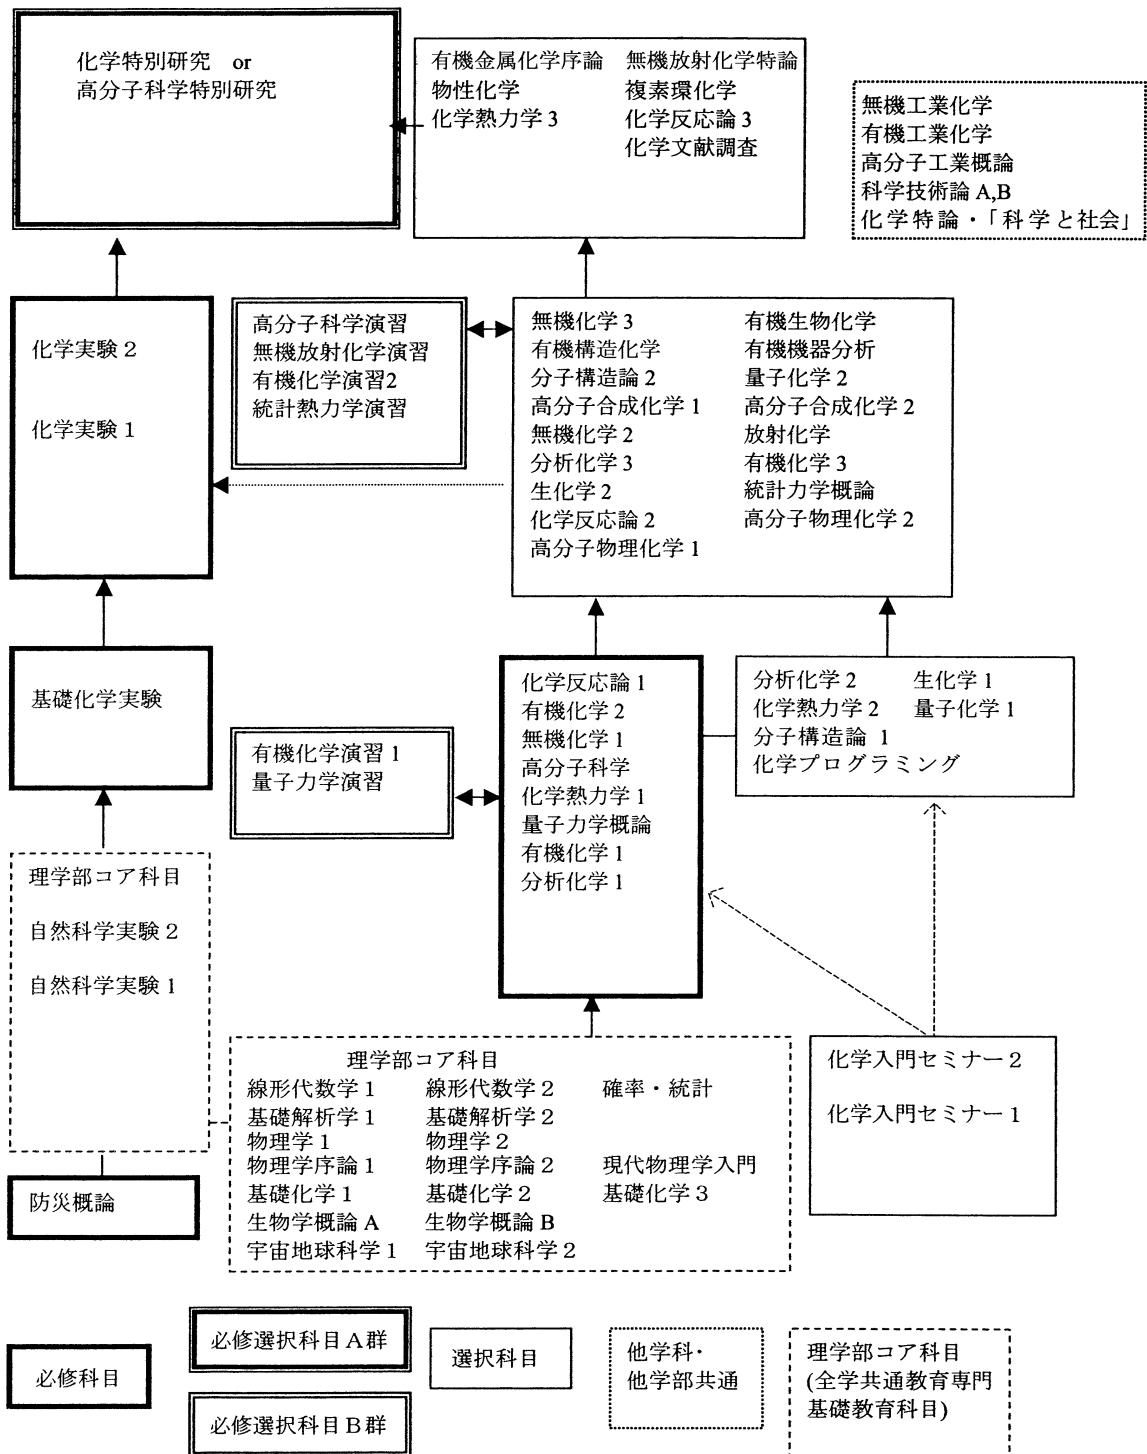 化学特別研究 or
高分子科学特別研究
有機金属化学序論 無機放射化学特論
物性化学 複素環化学
化学熱力学 3 化学反応論 3
化学文献調査
無機工業化学
有機工業化学
高分子工業概論
科学技術論 A,B
化学特論・「科学と社会」
化学実験 2
化学実験 1
高分子科学演習
無機放射化学演習
有機化学演習2
統計熱力学演習
無機化学 3 有機生物化学
有機構造化学 有機機器分析
分子構造論 2 量子化学 2
高分子合成化学 1 高分子合成化学 2
無機化学 2 放射化学
分析化学 3 有機化学 3
生化学 2 統計力学概論
化学反応論 2 高分子物理化学 2
高分子物理化学 1
基礎化学実験
有機化学演習 1
量子力学演習
化学反応論 1
有機化学 2
無機化学 1
高分子科学
化学熱力学 1
量子力学概論
有機化学 1
分析化学 1
分析化学 2 生化学 1
化学熱力学 2 量子化学 1
分子構造論 1
化学プログラミング
理学部コア科目
自然科学実験 2
自然科学実験 1
防災概論
理学部コア科目
線形代数学 1 線形代数学 2 確率・統計
基礎解析学 1 基礎解析学 2
物理学 1 物理学 2
物理学序論 1 物理学序論 2 現代物理学入門
基礎化学 1 基礎化学 2 基礎化学 3
生物学概論 A 生物学概論 B
宇宙地球科学 1 宇宙地球科学 2
化学入門セミナー 2
化学入門セミナー 1
必修科目
必修選択科目A群
必修選択科目B群
選択科目
他学科・
他学部共通
理学部コア科目
(全学共通教育専門
基礎教育科目)